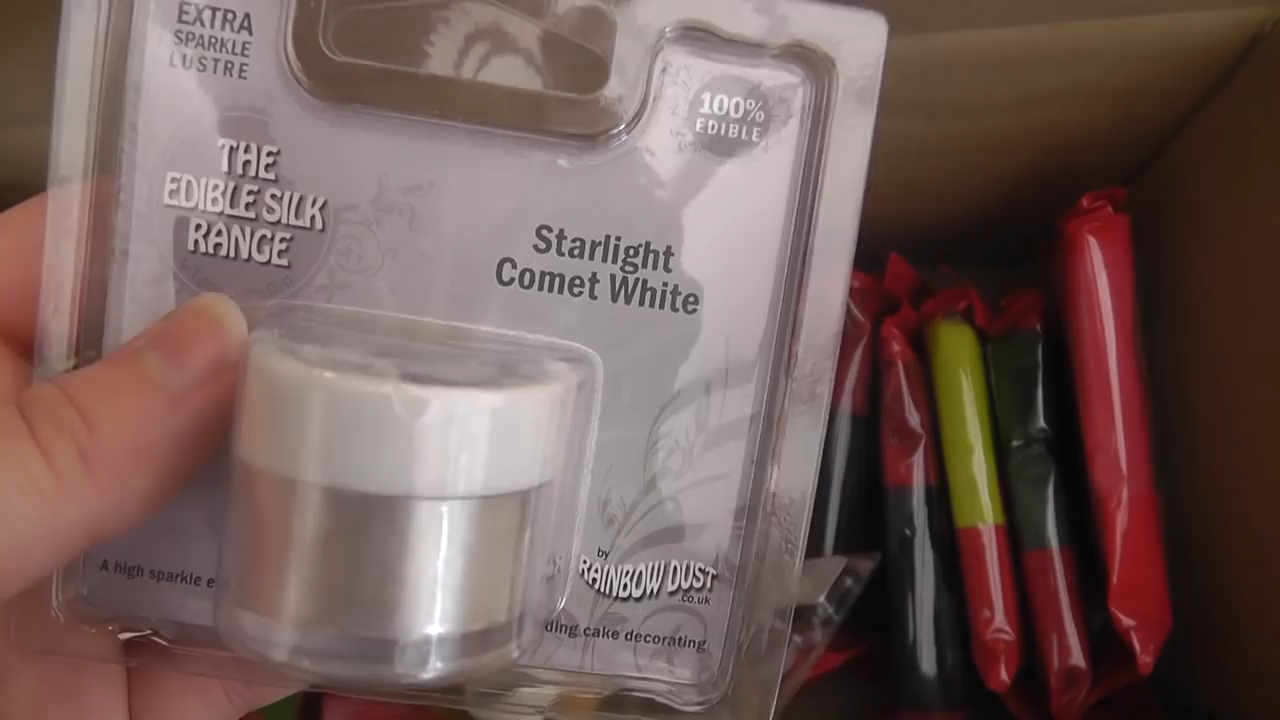 EXTRA
SPARKLE
LUSTRE
100%
EDIBLE
THE
EDIBLE SILK
RANGE
Starlight
Comet White
by
RAINBOW DUST
.co.uk
A high sparkle e
ding cake decorating